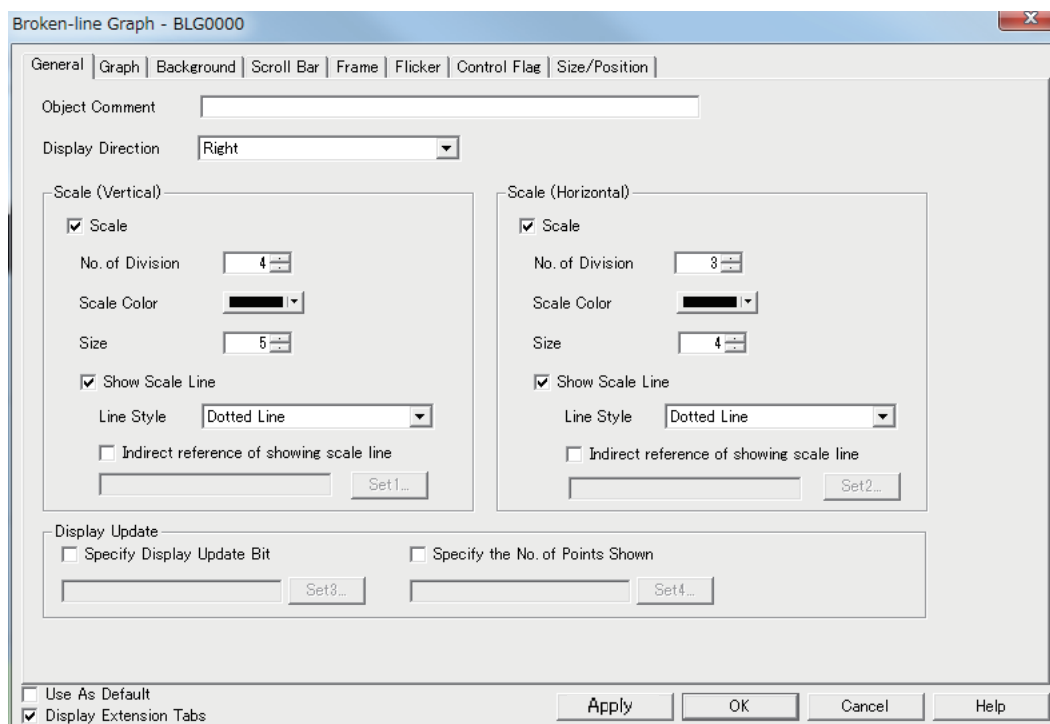 Broken-line Graph - BLG0000
General Graph Background Scroll Bar Frame Flicker Control Flag Size/Position
Object Comment
Display Direction Right
Scale (Vertical) Scale (Horizontal)
Scale Scale
No. of Division 4 No. of Division 3
Scale Color Scale Color
Size 5 Size 4
Show Scale Line Show Scale Line
Line Style Dotted Line Line Style Dotted Line
Indirect reference of showing scale line Indirect reference of showing scale line
Set1... Set2...
Display Update
Specify Display Update Bit Specify the No. of Points Shown
Set3... Set4...
Use As Default
Display Extension Tabs
Apply OK Cancel Help